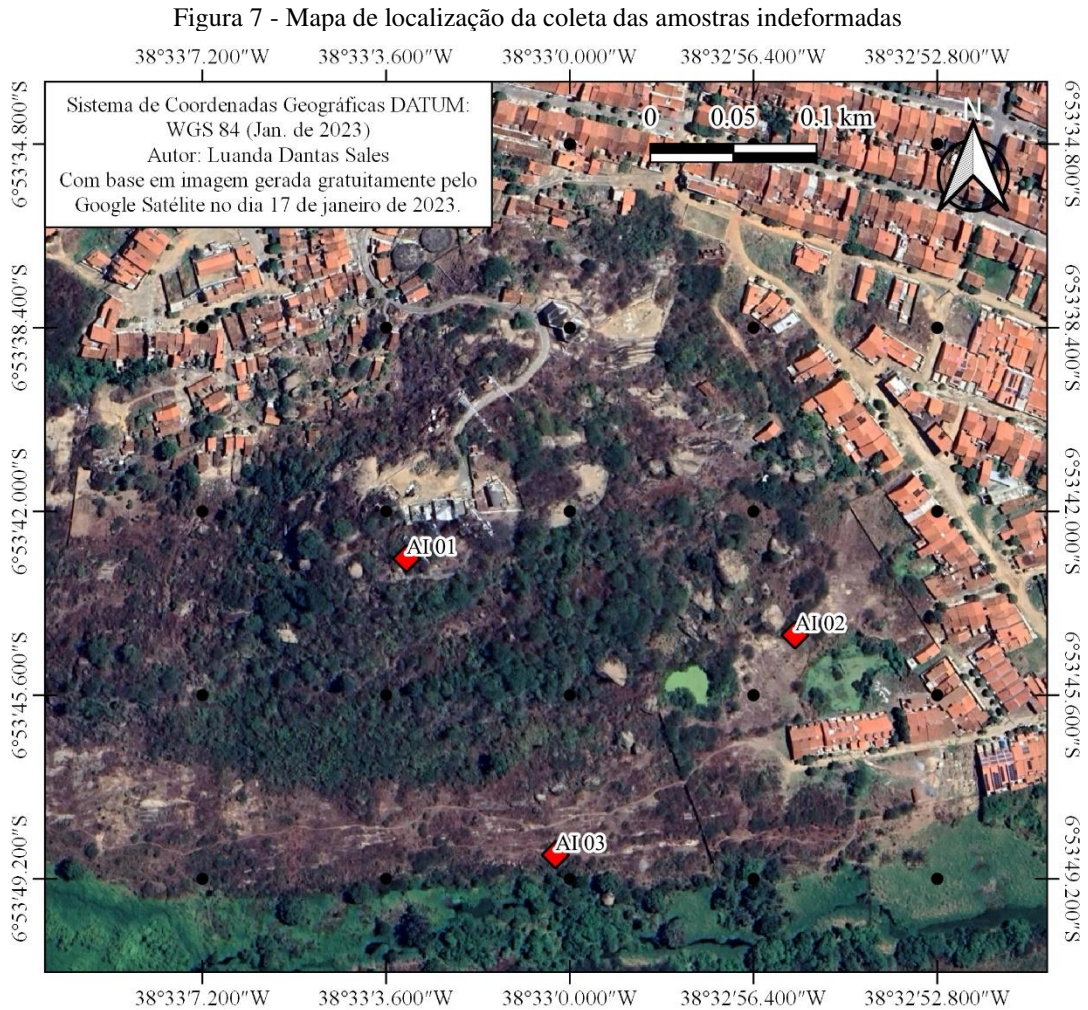 Figura 7 - Mapa de localização da coleta das amostras indeformadas
38°33'7.200"W 38°33'3.600"W 38°33'0.000"W 38°32'56.400"W 38°32'52.800"W
Sistema de Coordenadas Geográficas DATUM:
WGS 84 (Jan. de 2023)
Autor: Luanda Dantas Sales
Com base em imagem gerada gratuitamente pelo
Google Satélite no dia 17 de janeiro de 2023.
0 0.05 0.1 km
N
6°53'34.800"S 6°53'34.800"S
6°53'38.400"S 6°53'38.400"S
6°53'42.000"S 6°53'42.000"S
AI 01
AI 02
6°53'45.600"S 6°53'45.600"S
AI 03
6°53'49.200"S 6°53'49.200"S
38°33'7.200"W 38°33'3.600"W 38°33'0.000"W 38°32'56.400"W 38°32'52.800"W